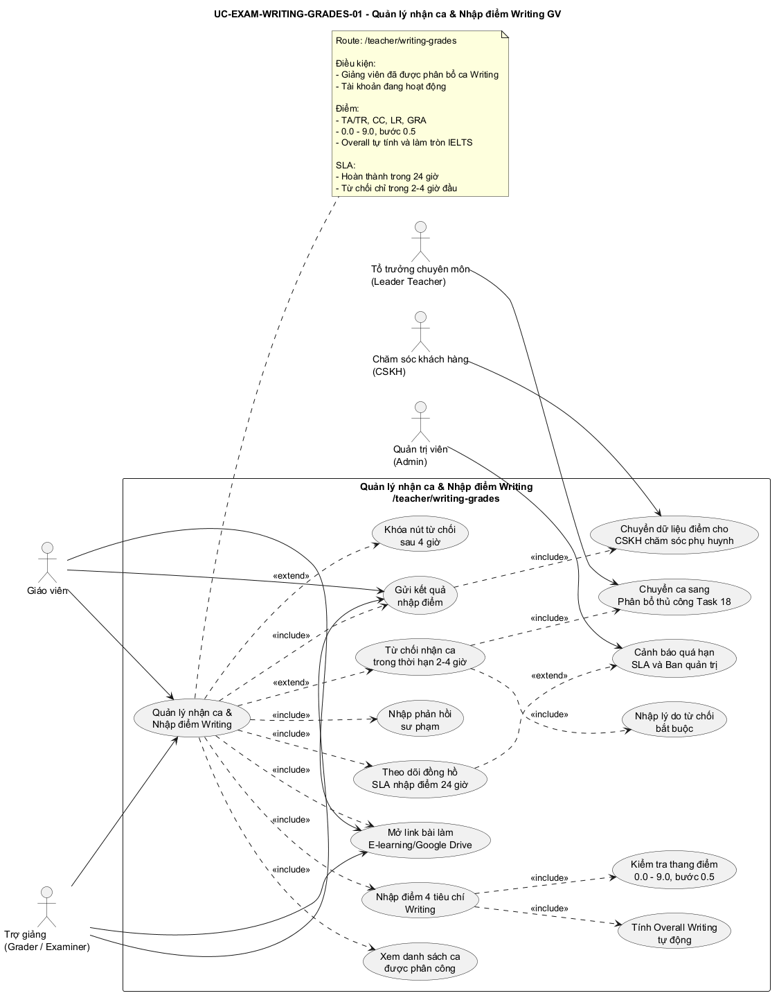 UC-EXAM-WRITING-GRADES-01 - Quản lý nhận ca & Nhập điểm Writing GV
Route: /teacher/writing-grades
Điều kiện:
- Giảng viên đã được phân bổ ca Writing
- Tài khoản đang hoạt động
Điểm:
- TA/TR, CC, LR, GRA
- 0.0 - 9.0, bước 0.5
- Overall tự tính và làm tròn IELTS
SLA:
- Hoàn thành trong 24 giờ
- Từ chối chỉ trong 2-4 giờ đầu
Tổ trưởng chuyên môn
(Leader Teacher)
Chăm sóc khách hàng
(CSKH)
Quản trị viên
(Admin)
Quản lý nhận ca & Nhập điểm Writing
/teacher/writing-grades
Giáo viên
Trợ giảng
(Grader / Examiner)
Quản lý nhận ca &
Nhập điểm Writing
«extend»
«include»
«extend»
«include»
«include»
«include»
«include»
«include»
Khóa nút từ chối
sau 4 giờ
Gửi kết quả
nhập điểm
Từ chối nhận ca
trong thời hạn 2-4 giờ
Nhập phản hồi
sư phạm
Theo dõi đồng hồ
SLA nhập điểm 24 giờ
Mở link bài làm
E-learning/Google Drive
Nhập điểm 4 tiêu chí
Writing
Xem danh sách ca
được phân công
«include»
«include»
«extend»
«include»
«include»
«include»
Chuyển dữ liệu điểm cho
CSKH chăm sóc phụ huynh
Chuyển ca sang
Phân bổ thủ công Task 18
Cảnh báo quá hạn
SLA và Ban quản trị
Nhập lý do từ chối
bắt buộc
Kiểm tra thang điểm
0.0 - 9.0, bước 0.5
Tính Overall Writing
tự động